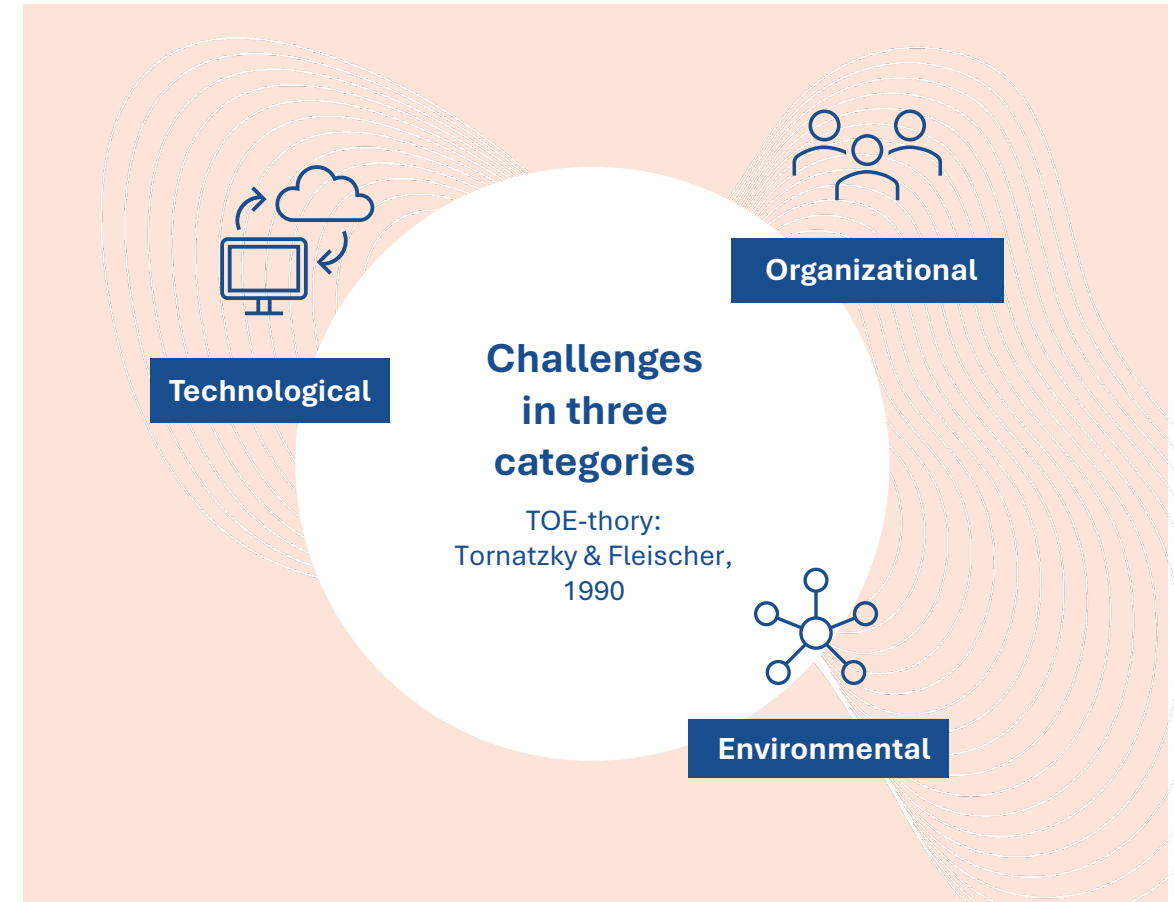 Organizational
Technological
Challenges
in three
categories
TOE-thory:
Tornatzky & Fleischer,
1990
Environmental